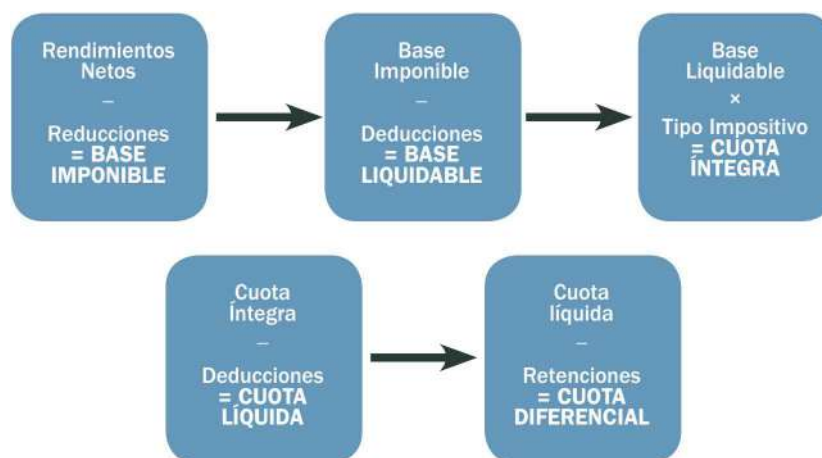 Rendimientos
Netos
–
Reducciones
= BASE
IMPONIBLE
Base
Imponible
–
Deducciones
= BASE
LIQUIDABLE
Base
Liquidable
×
Tipo Impositivo
= CUOTA
ÍNTEGRA
Cuota
Íntegra
–
Deducciones
= CUOTA
LÍQUIDA
Cuota
líquida
–
Retenciones
= CUOTA
DIFERENCIAL